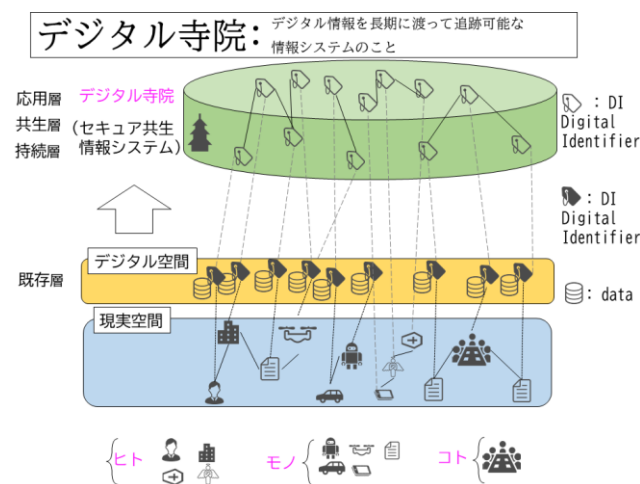 デジタル寺院:
デジタル情報を長期に渡って追跡可能な
情報システムのこと
応用層
デジタル寺院
共生層
(セキュア共生
持続層
情報システム)
: DI
Digital
Identifier
: DI
Digital
Identifier
デジタル空間
既存層
: data
現実空間
ヒト
モノ
コト